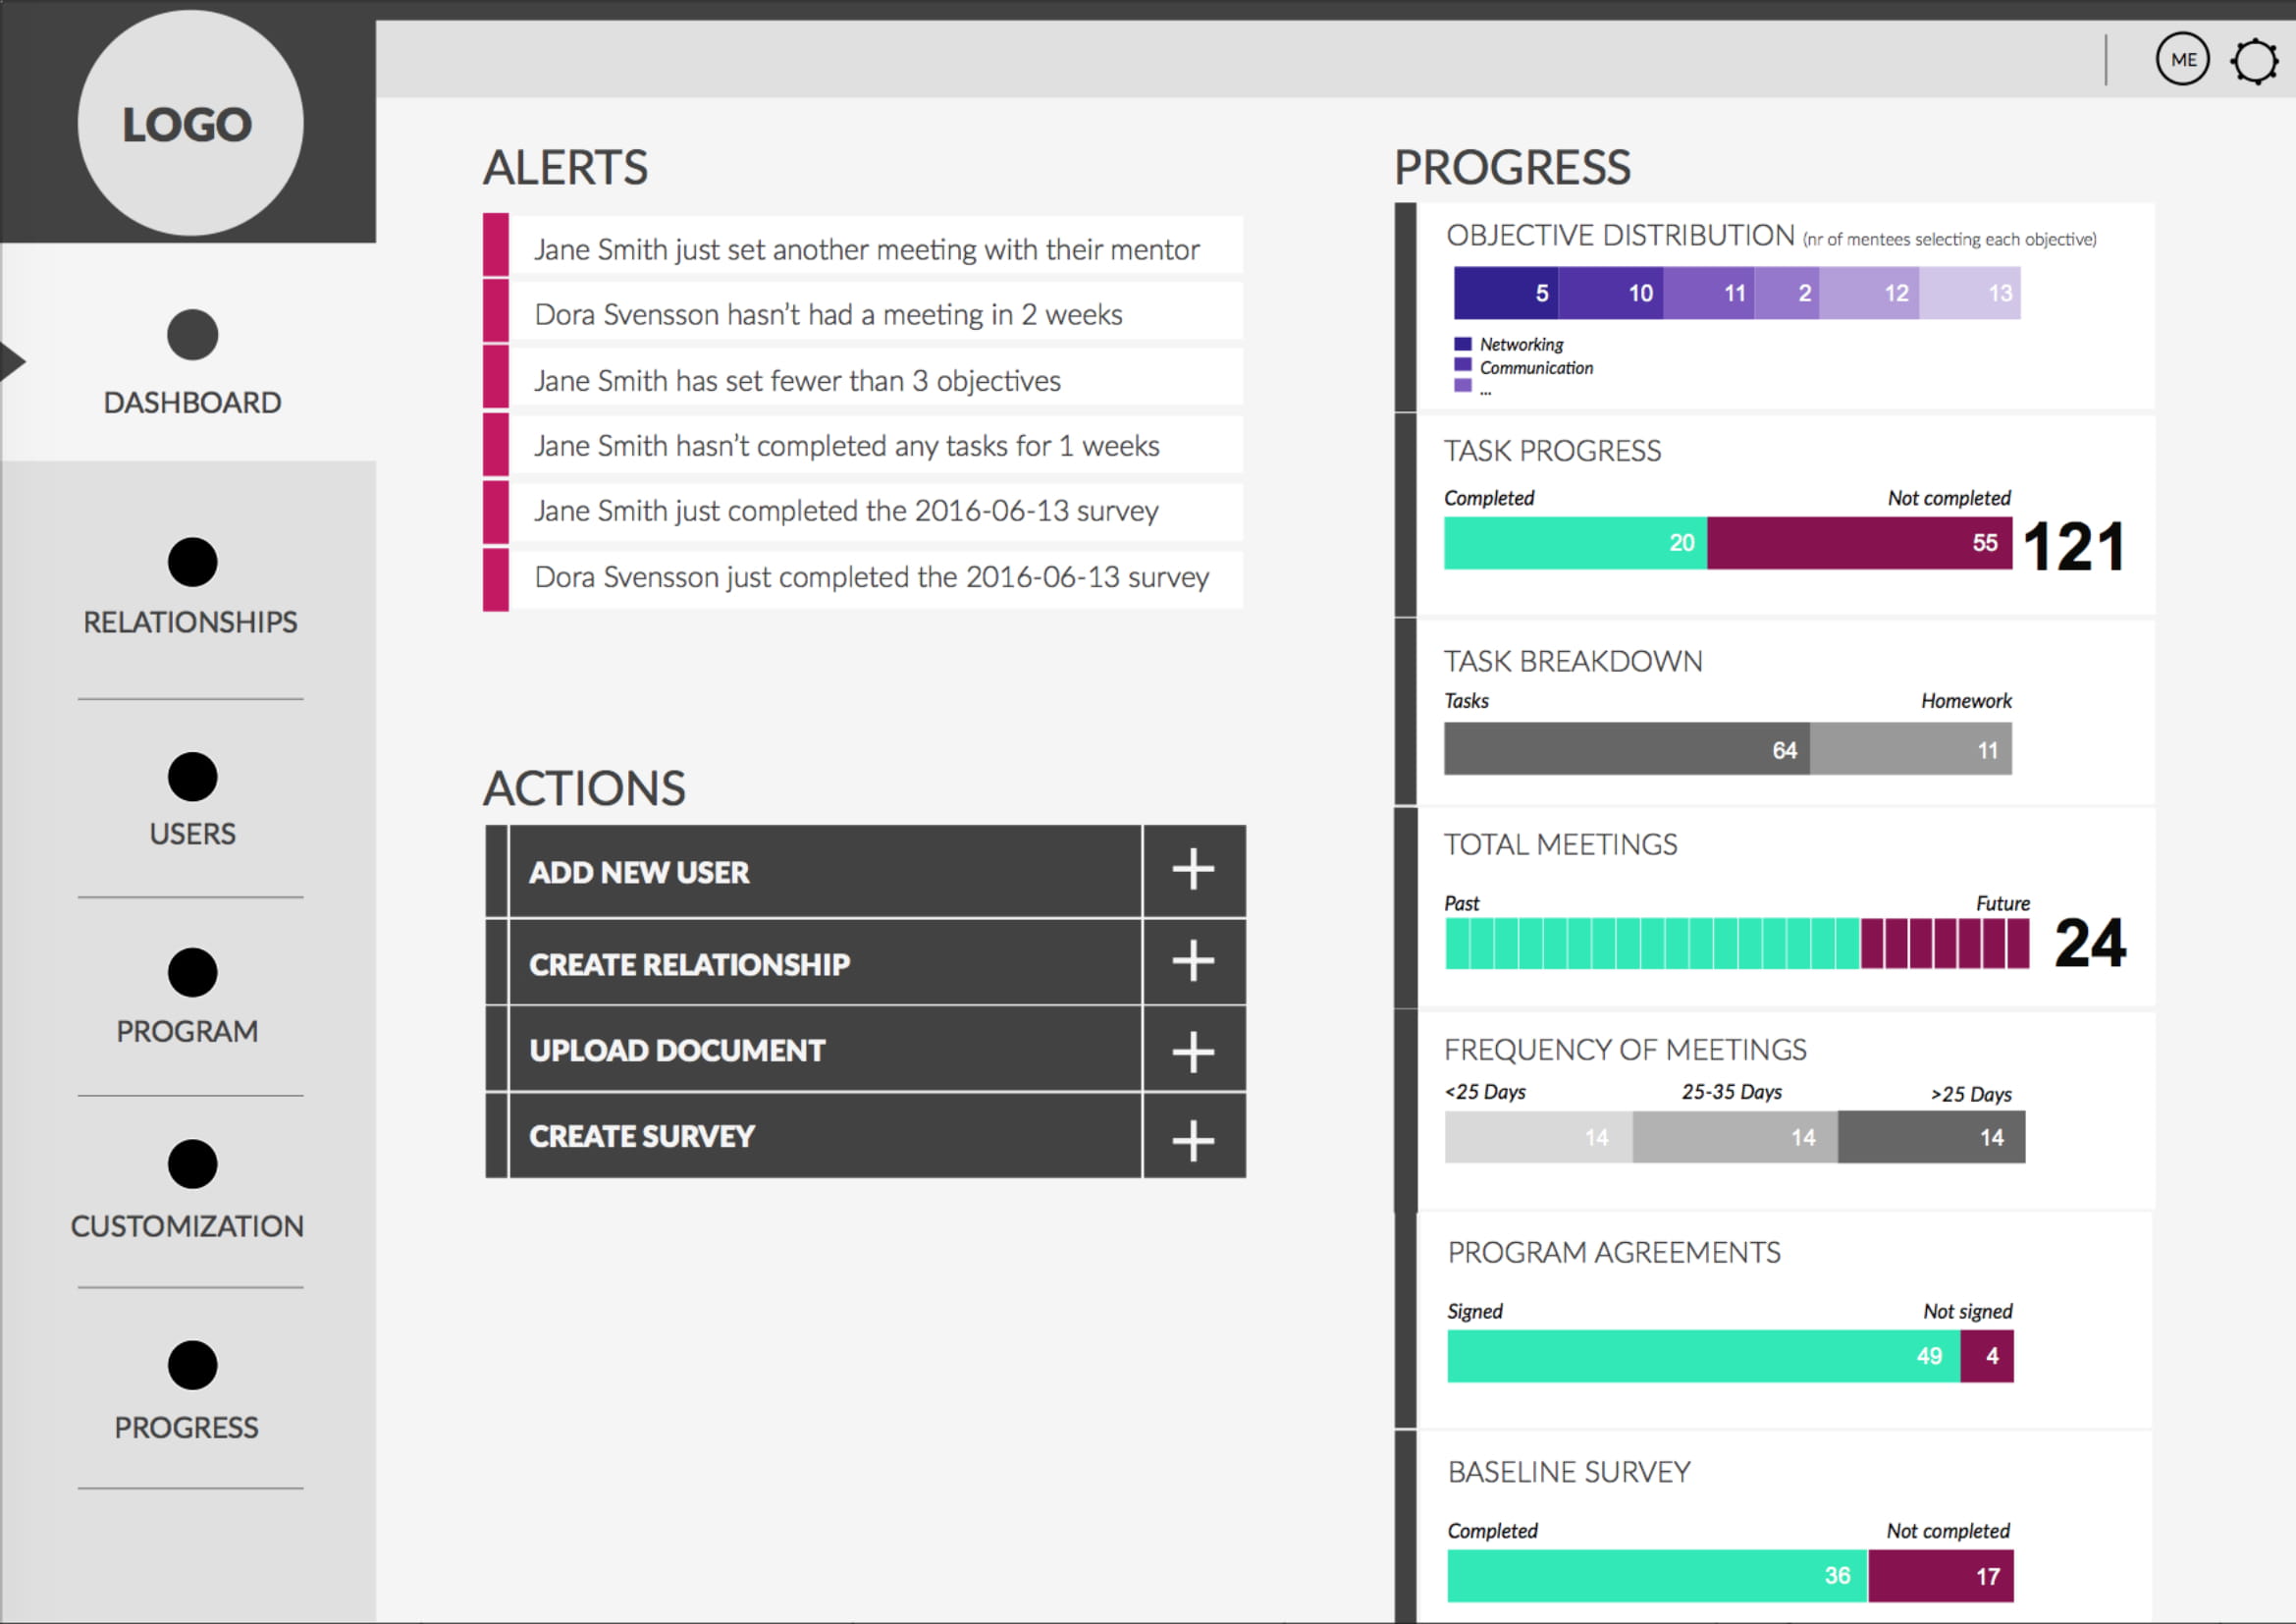 LOGO
ME
DASHBOARD
RELATIONSHIPS
USERS
PROGRAM
CUSTOMIZATION
PROGRESS
ALERTS
Jane Smith just set another meeting with their mentor
Dora Svensson hasn't had a meeting in 2 weeks
Jane Smith has set fewer than 3 objectives
Jane Smith hasn't completed any tasks for 1 weeks
Jane Smith just completed the 2016-06-13 survey
Dora Svensson just completed the 2016-06-13 survey
ACTIONS
ADD NEW USER +
CREATE RELATIONSHIP +
UPLOAD DOCUMENT +
CREATE SURVEY +
PROGRESS
OBJECTIVE DISTRIBUTION (nr of mentees selecting each objective)
5 10 11 2 12 13
Networking
Communication
...
TASK PROGRESS
Completed Not completed
20 55 121
TASK BREAKDOWN
Tasks Homework
64 11
TOTAL MEETINGS
Past Future
24
FREQUENCY OF MEETINGS
<25 Days 25-35 Days >25 Days
14 14 14
PROGRAM AGREEMENTS
Signed Not signed
49 4
BASELINE SURVEY
Completed Not completed
36 17